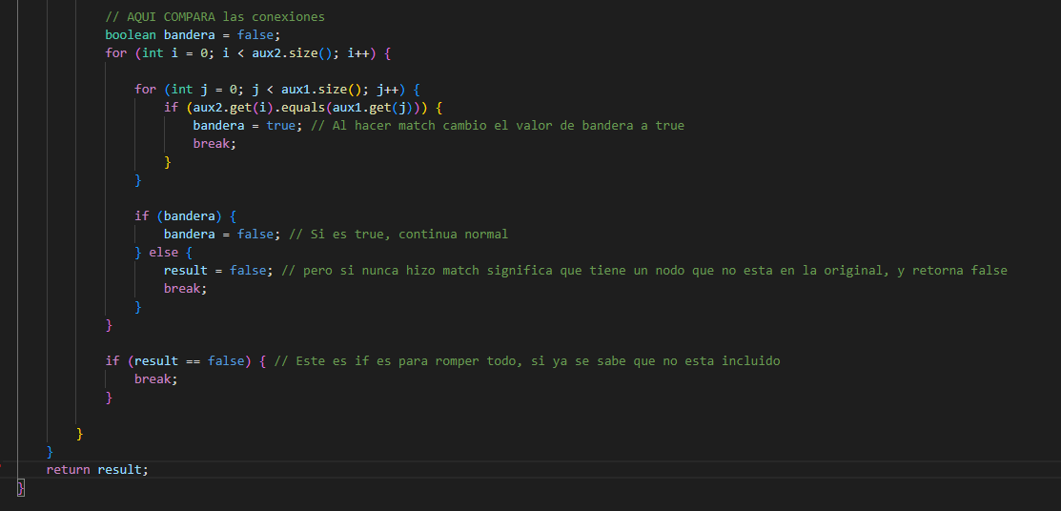 // AQUI COMPARA las conexiones
boolean bandera = false;
for (int i = 0; i < aux2.size(); i++) {
for (int j = 0; j < aux1.size(); j++) {
if (aux2.get(i).equals(aux1.get(j))) {
bandera = true; // Al hacer match cambio el valor de bandera a true
break;
}
}
if (bandera) {
bandera = false; // Si es true, continua normal
} else {
result = false; // pero si nunca hizo match significa que tiene un nodo que no esta en la original, y retorna false
break;
}
}
if (result == false) { // Este es if es para romper todo, si ya se sabe que no esta incluido
break;
}
}
}
return result;
}